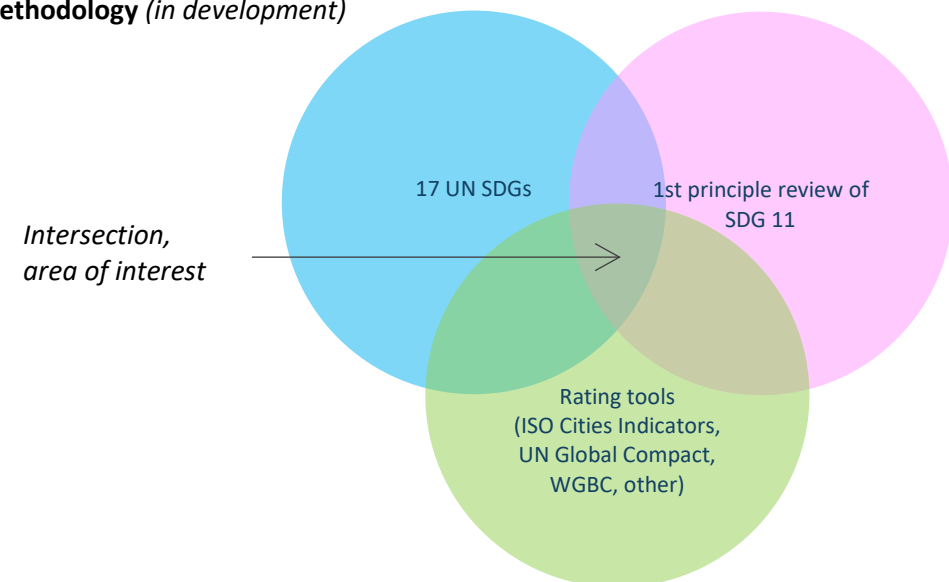 ethodology (in development)
17 UN SDGs
1st principle review of
SDG 11
Intersection,
area of interest
Rating tools
(ISO Cities Indicators,
UN Global Compact,
WGBC, other)